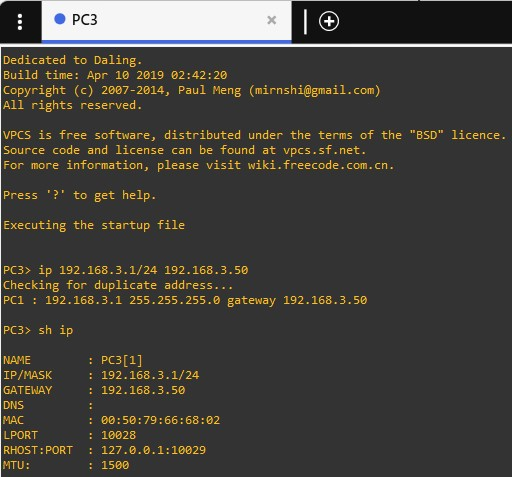 PC3
Dedicated to Daling.
Build time: Apr 10 2019 02:42:20
Copyright (c) 2007-2014, Paul Meng (mirnshi@gmail.com)
All rights reserved.
VPCS is free software, distributed under the terms of the "BSD" licence.
Source code and license can be found at vpcs.sf.net.
For more information, please visit wiki.freecode.com.cn.
Press '?' to get help.
Executing the startup file
PC3> ip 192.168.3.1/24 192.168.3.50
Checking for duplicate address...
PC1 : 192.168.3.1 255.255.255.0 gateway 192.168.3.50
PC3> sh ip
NAME        : PC3[1]
IP/MASK     : 192.168.3.1/24
GATEWAY     : 192.168.3.50
DNS         :
MAC         : 00:50:79:66:68:02
LPORT       : 10028
RHOST:PORT  : 127.0.0.1:10029
MTU:        : 1500